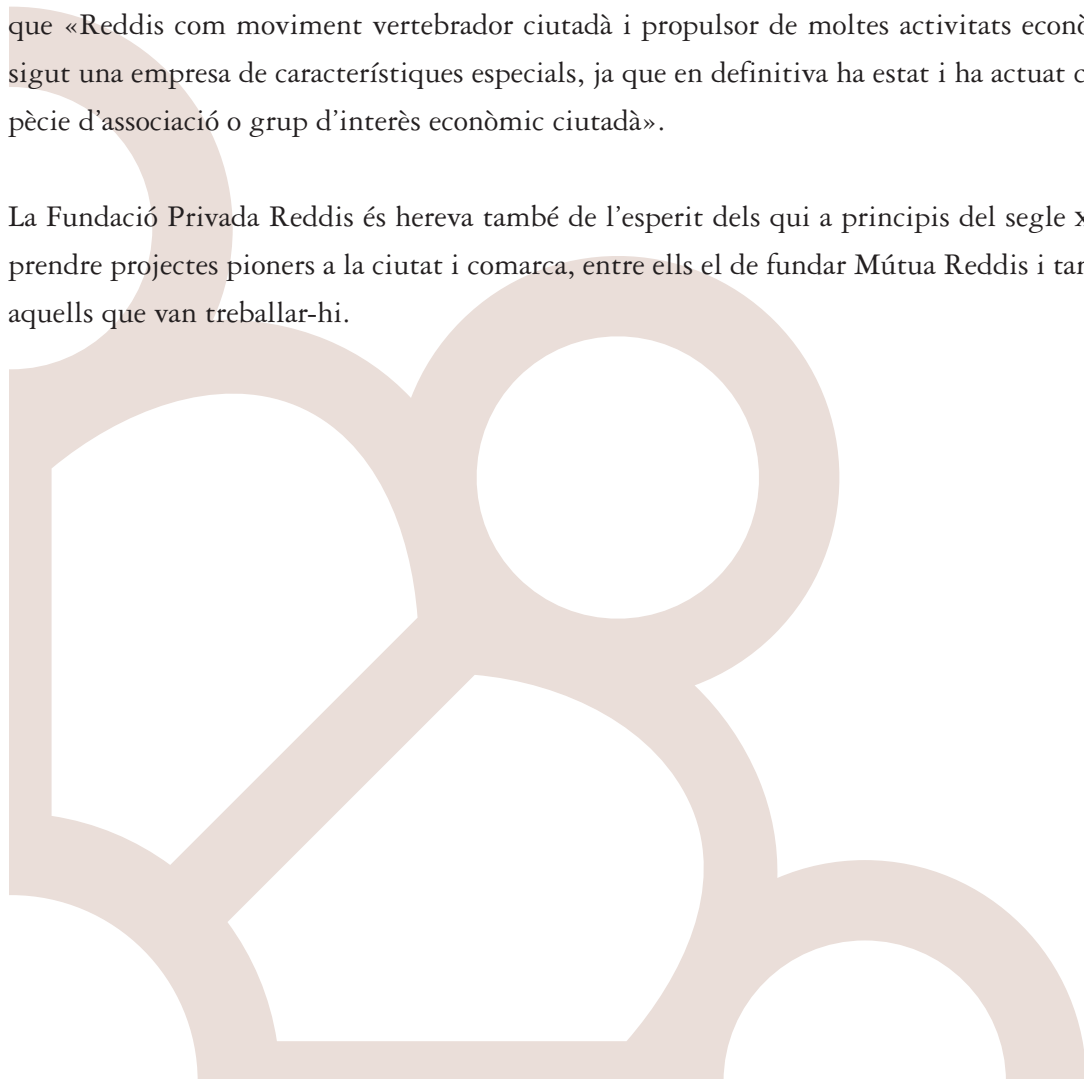 que «Reddis com moviment vertebrador ciutadà i propulsor de moltes activitats econò
sigut una empresa de característiques especials, ja que en definitiva ha estat i ha actuat
pècie d’associació o grup d’interès econòmic ciutadà».
La Fundació Privada Reddis és hereva també de l’esperit dels qui a principis del segle
prendre projectes pioners a la ciutat i comarca, entre ells el de fundar Mútua Reddis i
aquells que van treballar-hi.